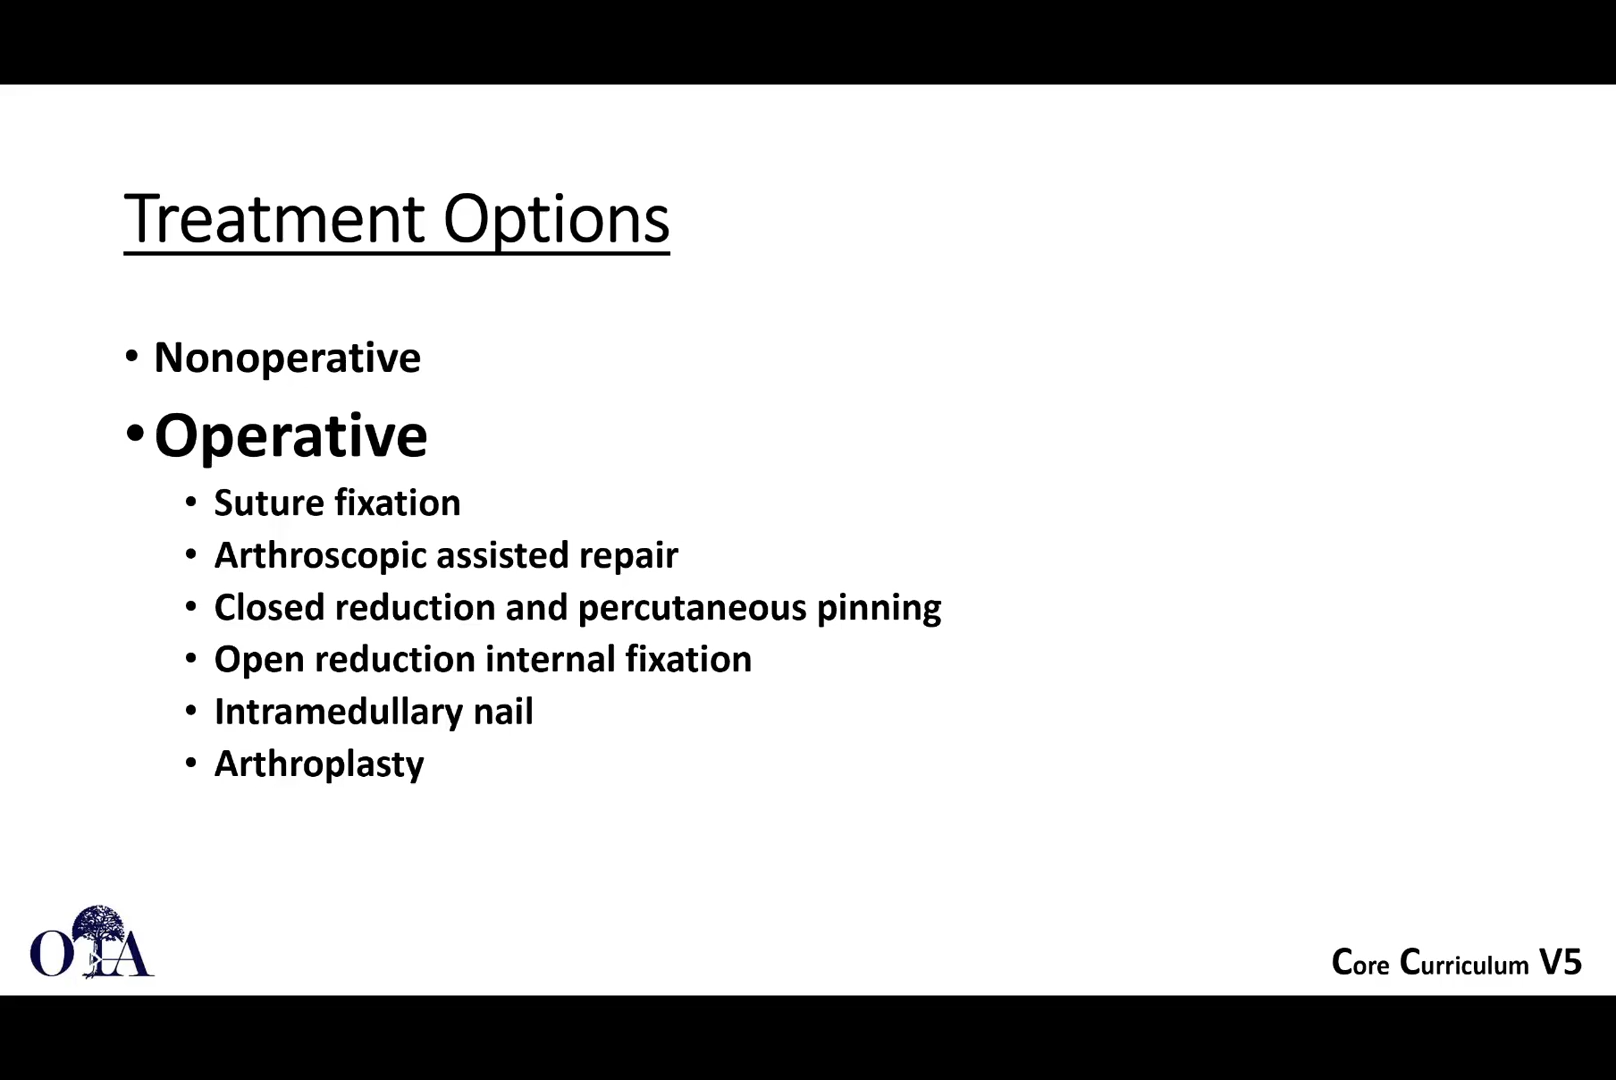 Treatment Options
• Nonoperative
• Operative
• Suture fixation
• Arthroscopic assisted repair
• Closed reduction and percutaneous pinning
• Open reduction internal fixation
• Intramedullary nail
• Arthroplasty
OTA
Core Curriculum V5